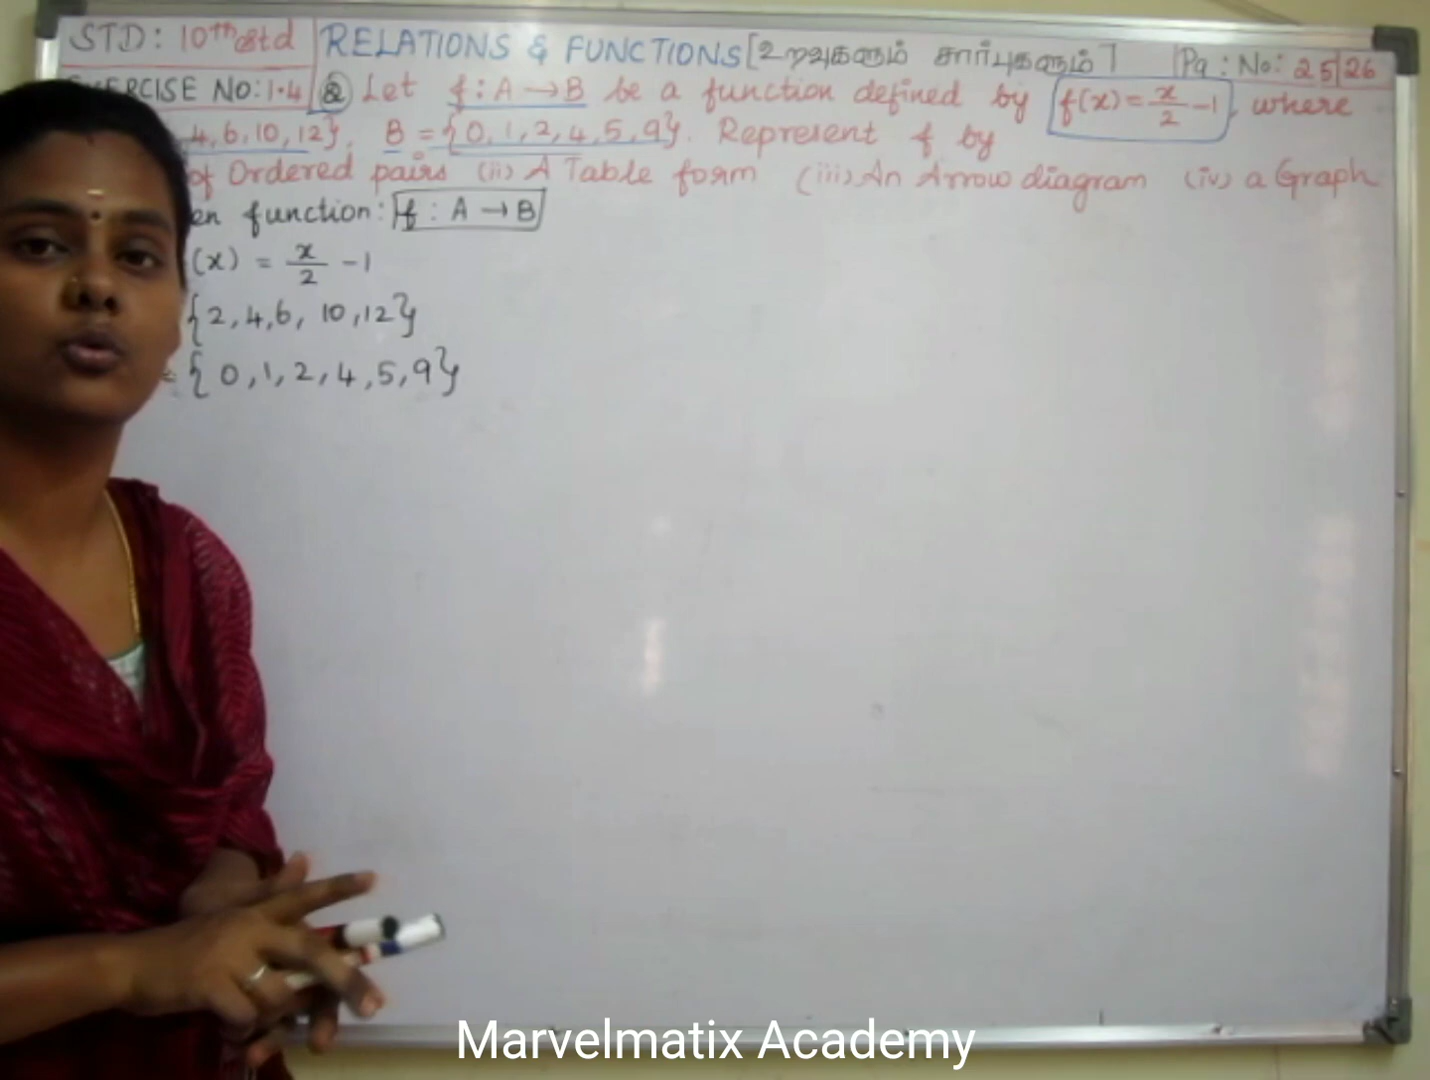 STD: 10th std RELATIONS & FUNCTIONS [உறவுகளும் சார்புகளும்] Pg: No: 25/26
ERCISE NO: 1.4 ② Let f : A → B be a function defined by f(x) = x/2 - 1, where
4, 6, 10, 12}, B = {0, 1, 2, 4, 5, 9}. Represent f by
of Ordered pairs (ii) A Table form (iii) An Arrow diagram (iv) a Graph
en function: f : A → B
(x) = x/2 - 1
{2, 4, 6, 10, 12}
= {0, 1, 2, 4, 5, 9}
Marvelmatix Academy